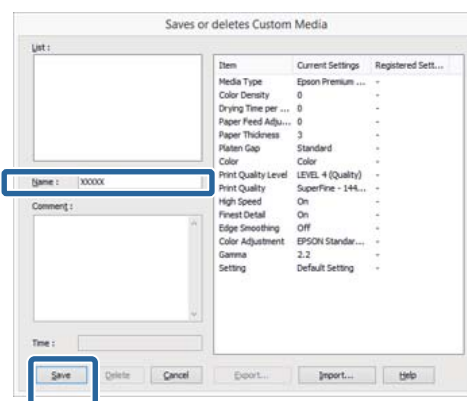 Saves or deletes Custom Media
List :
Item Current Settings Registered Sett...
Media Type Epson Premium ... -
Color Density 0 -
Drying Time per ... 0 -
Paper Feed Adju... 0 -
Paper Thickness 3 -
Platen Gap Standard -
Color Color -
Print Quality Level LEVEL 4 (Quality) -
Print Quality SuperFine - 144... -
High Speed On -
Finest Detail On -
Edge Smoothing Off -
Color Adjustment EPSON Standar... -
Gamma 2.2 -
Setting Default Setting -
Name : XXXXX
Comment :
Time :
Save Delete Cancel Export... Import... Help